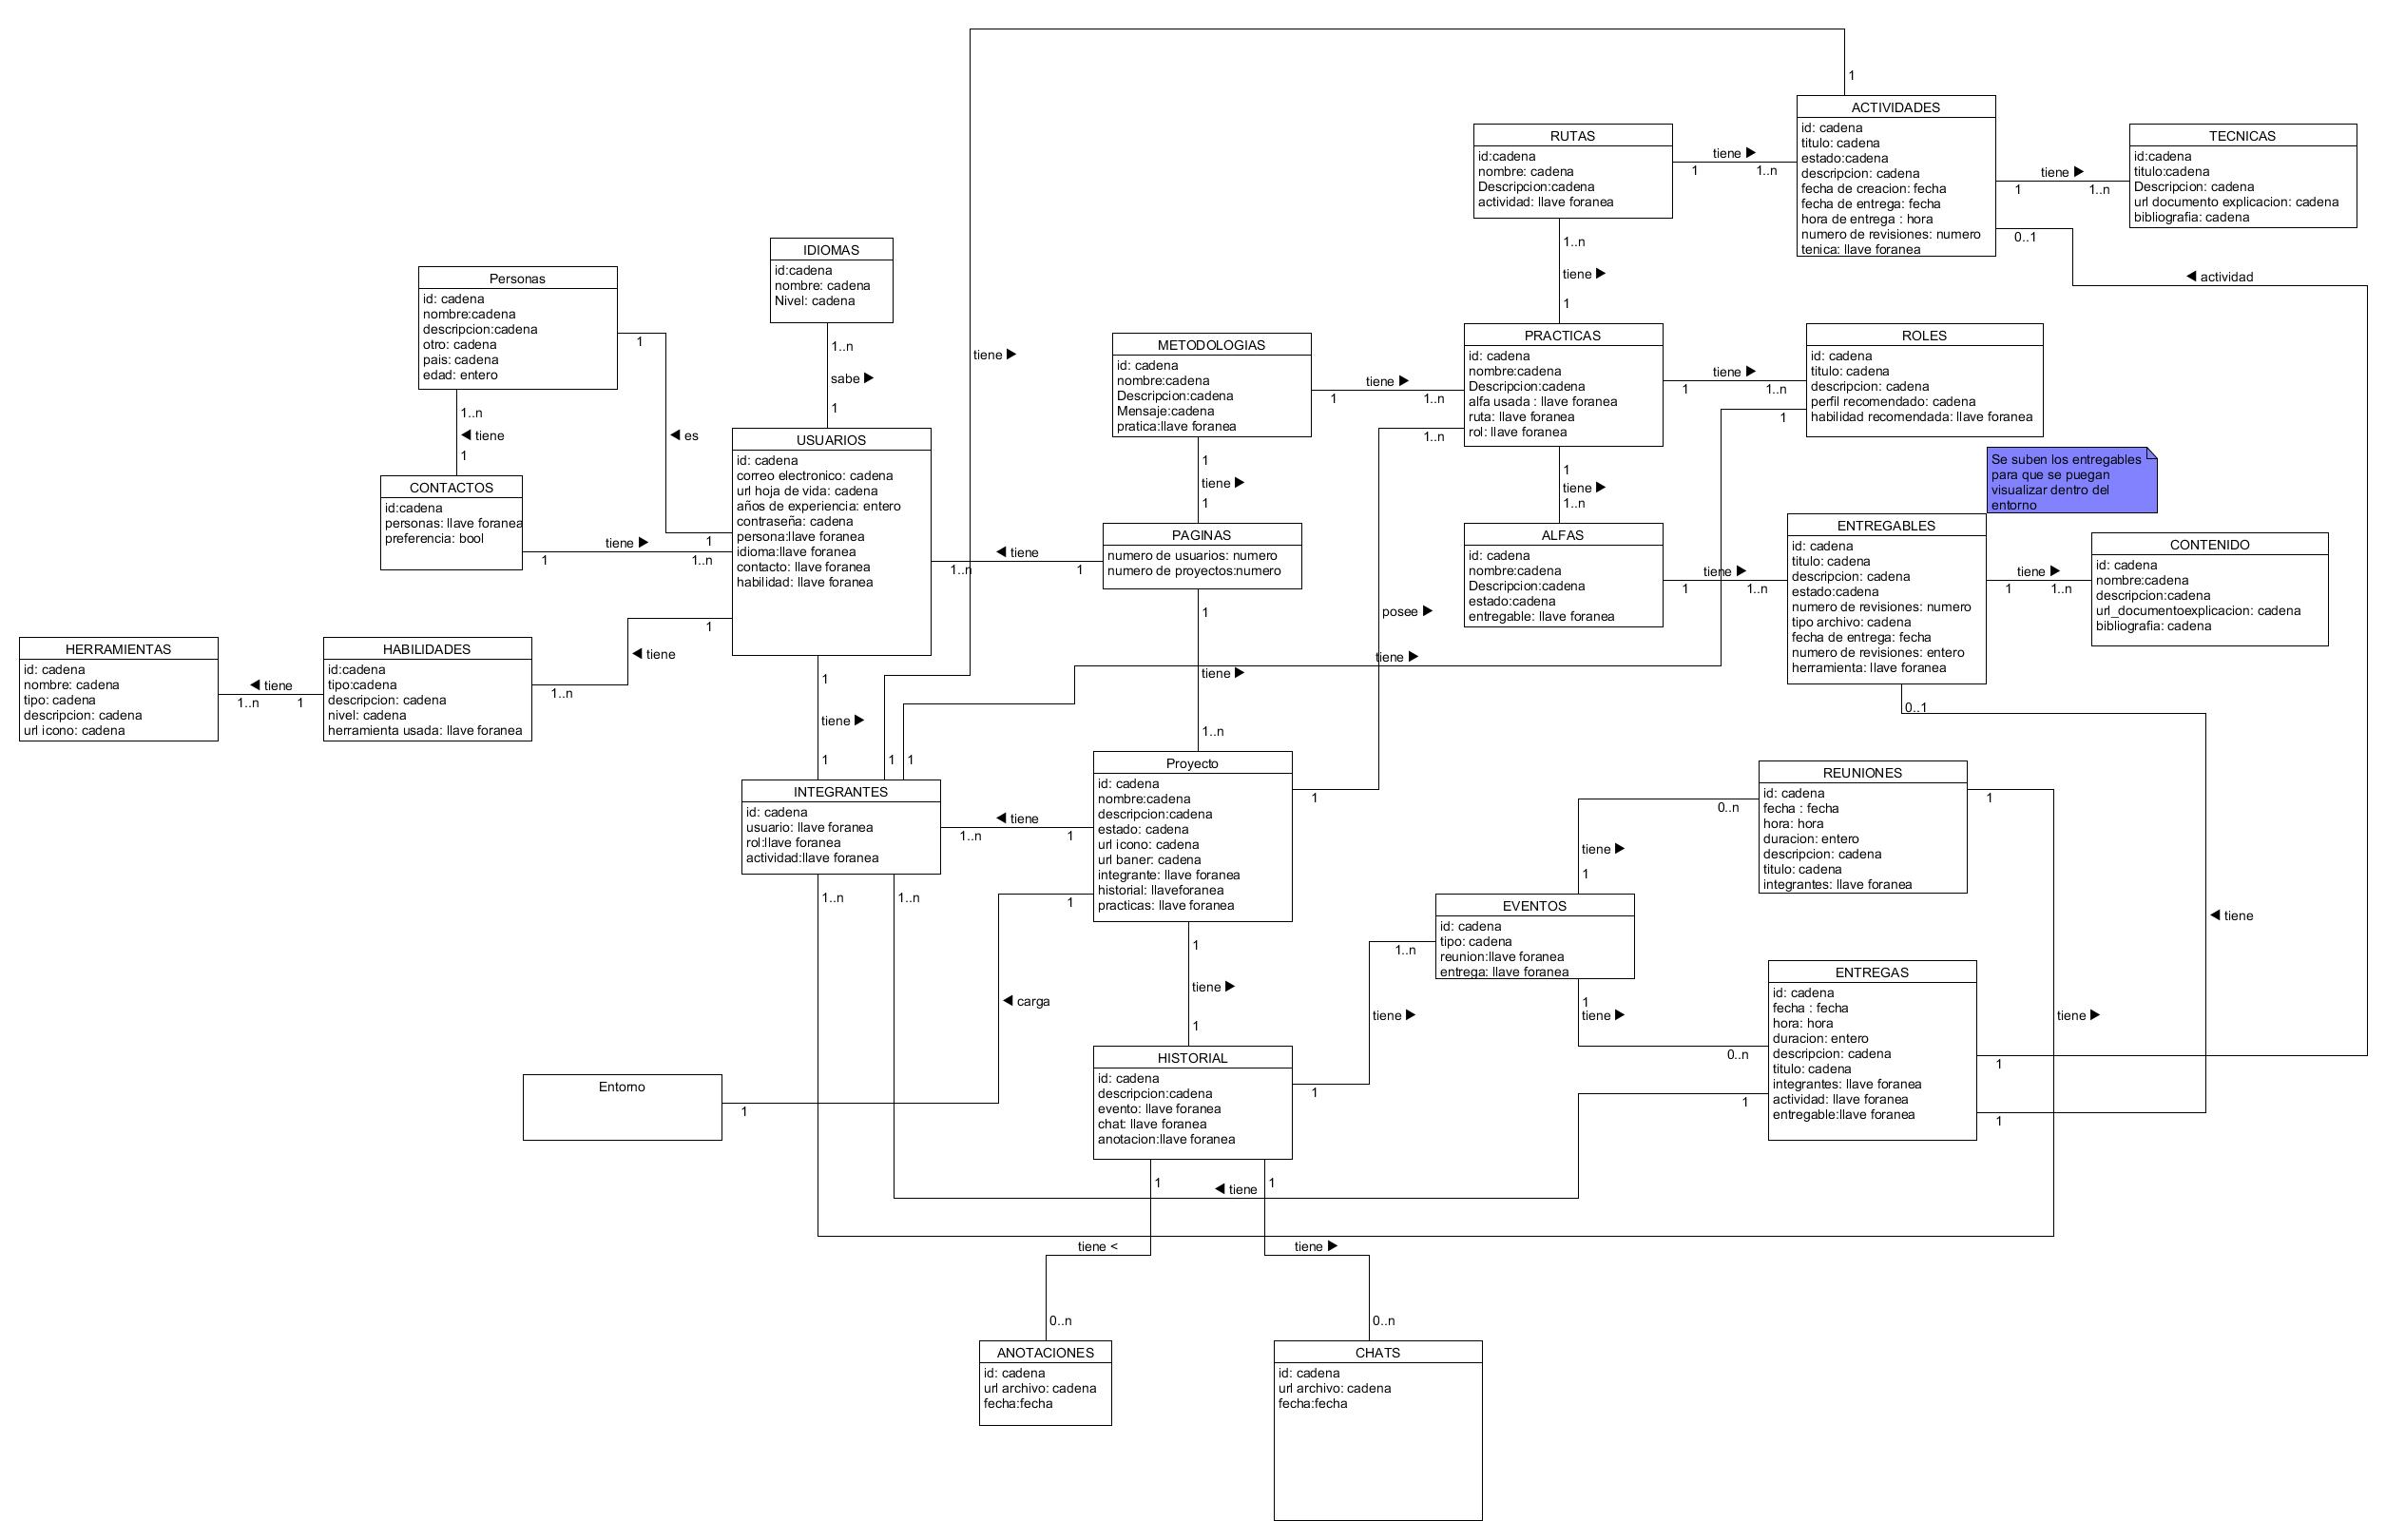 1
ACTIVIDADES
id: cadena
titulo: cadena
estado:cadena
descripcion: cadena
fecha de creacion: fecha
fecha de entrega: fecha
hora de entrega : hora
numero de revisiones: numero
tenica: llave foranea
RUTAS
id:cadena
nombre: cadena
Descripcion:cadena
actividad: llave foranea
tiene ▶
1 1..n
TECNICAS
id:cadena
titulo:cadena
Descripcion: cadena
url documento explicacion: cadena
bibliografia: cadena
tiene ▶
1 1..n
0..1
◀ actividad
1..n
tiene ▶
1
IDIOMAS
id:cadena
nombre: cadena
Nivel: cadena
1..n
sabe ▶
1
Personas
id: cadena
nombre:cadena
descripcion:cadena
otro: cadena
pais: cadena
edad: entero
1
◀ es
1
1..n
◀ tiene
1
tiene ▶
METODOLOGIAS
id: cadena
nombre:cadena
Descripcion:cadena
Mensaje:cadena
pratica:llave foranea
tiene ▶
1 1..n
PRACTICAS
id: cadena
nombre:cadena
Descripcion:cadena
alfa usada : llave foranea
ruta: llave foranea
rol: llave foranea
1..n
tiene ▶
1 1..n
ROLES
id: cadena
titulo: cadena
descripcion: cadena
perfil recomendado: cadena
habilidad recomendada: llave foranea
1
Se suben los entregables
para que se puegan
visualizar dentro del
entorno
USUARIOS
id: cadena
correo electronico: cadena
url hoja de vida: cadena
años de experiencia: entero
contraseña: cadena
persona:llave foranea
idioma:llave foranea
contacto: llave foranea
habilidad: llave foranea
CONTACTOS
id:cadena
personas: llave foranea
preferencia: bool
tiene ▶
1 1..n
1
tiene ▶
1
PAGINAS
numero de usuarios: numero
numero de proyectos:numero
◀ tiene
1..n 1
1
tiene ▶
1..n
ALFAS
id: cadena
nombre:cadena
Descripcion:cadena
estado:cadena
entregable: llave foranea
tiene ▶
1 1..n
ENTREGABLES
id: cadena
titulo: cadena
descripcion: cadena
estado:cadena
numero de revisiones: numero
tipo archivo: cadena
fecha de entrega: fecha
numero de revisiones: entero
herramienta: llave foranea
tiene ▶
1 1..n
CONTENIDO
id: cadena
nombre:cadena
descripcion:cadena
url_documentoexplicacion: cadena
bibliografia: cadena
0..1
posee ▶
tiene ▶
HERRAMIENTAS
id: cadena
nombre: cadena
tipo: cadena
descripcion: cadena
url icono: cadena
◀ tiene
1..n 1
HABILIDADES
id:cadena
tipo:cadena
descripcion: cadena
nivel: cadena
herramienta usada: llave foranea
1
◀ tiene
1..n
1
tiene ▶
1 1 1
1
tiene ▶
1..n
INTEGRANTES
id: cadena
usuario: llave foranea
rol:llave foranea
actividad:llave foranea
◀ tiene
1..n 1
1..n 1..n
Proyecto
id: cadena
nombre:cadena
descripcion:cadena
estado: cadena
url icono: cadena
url baner: cadena
integrante: llave foranea
historial: llaveforanea
practicas: llave foranea
1
1
◀ carga
1
tiene ▶
1
REUNIONES
id: cadena
fecha : fecha
hora: hora
duracion: entero
descripcion: cadena
titulo: cadena
integrantes: llave foranea
0..n
1
tiene ▶
1
EVENTOS
id: cadena
tipo: cadena
reunion:llave foranea
entrega: llave foranea
1..n
tiene ▶
1
tiene ▶
0..n
◀ tiene
tiene ▶
ENTREGAS
id: cadena
fecha : fecha
hora: hora
duracion: entero
descripcion: cadena
titulo: cadena
integrantes: llave foranea
actividad: llave foranea
entregable:llave foranea
1
1
1
Entorno
1
HISTORIAL
id: cadena
descripcion:cadena
evento: llave foranea
chat: llave foranea
anotacion:llave foranea
1
1 1
◀ tiene
tiene <
tiene ▶
0..n
0..n
ANOTACIONES
id: cadena
url archivo: cadena
fecha:fecha
CHATS
id: cadena
url archivo: cadena
fecha:fecha